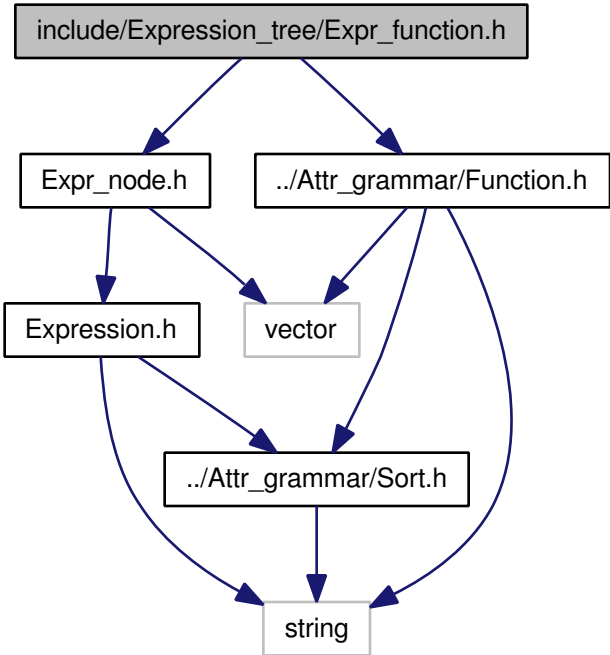 include/Expression_tree/Expr_function.h
Expr_node.h
../Attr_grammar/Function.h
Expression.h
vector
../Attr_grammar/Sort.h
string